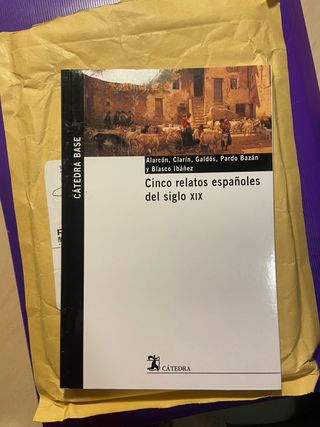 CÁTEDRA BASE
Alarcón, Clarín, Galdós, Pardo Bazán
y Blasco Ibáñez
Cinco relatos españoles
del siglo XIX
CÁTEDRA